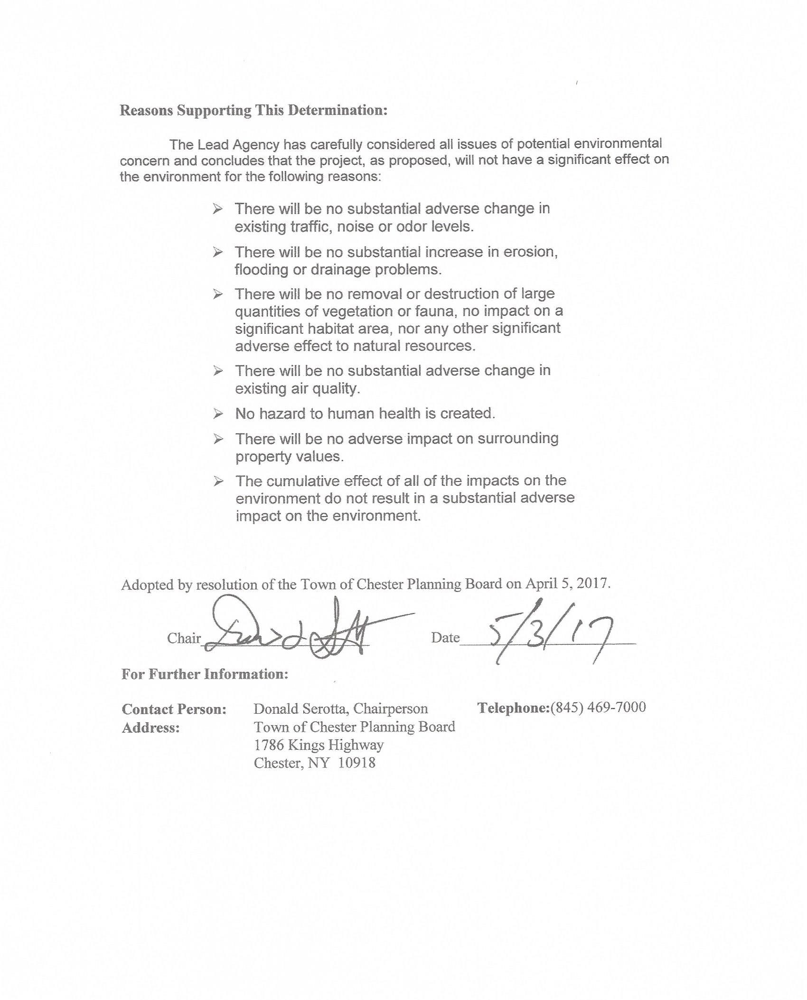 Reasons Supporting This Determination:
The Lead Agency has carefully considered all issues of potential environmental
concern and concludes that the project, as proposed, will not have a significant effect on
the environment for the following reasons:
➢ There will be no substantial adverse change in
existing traffic, noise or odor levels.
➢ There will be no substantial increase in erosion,
flooding or drainage problems.
➢ There will be no removal or destruction of large
quantities of vegetation or fauna, no impact on a
significant habitat area, nor any other significant
adverse effect to natural resources.
➢ There will be no substantial adverse change in
existing air quality.
➢ No hazard to human health is created.
➢ There will be no adverse impact on surrounding
property values.
➢ The cumulative effect of all of the impacts on the
environment do not result in a substantial adverse
impact on the environment.
Adopted by resolution of the Town of Chester Planning Board on April 5, 2017.
Chair Date 5/3/17
For Further Information:
Contact Person: Donald Serotta, Chairperson Telephone:(845) 469-7000
Address: Town of Chester Planning Board
1786 Kings Highway
Chester, NY 10918